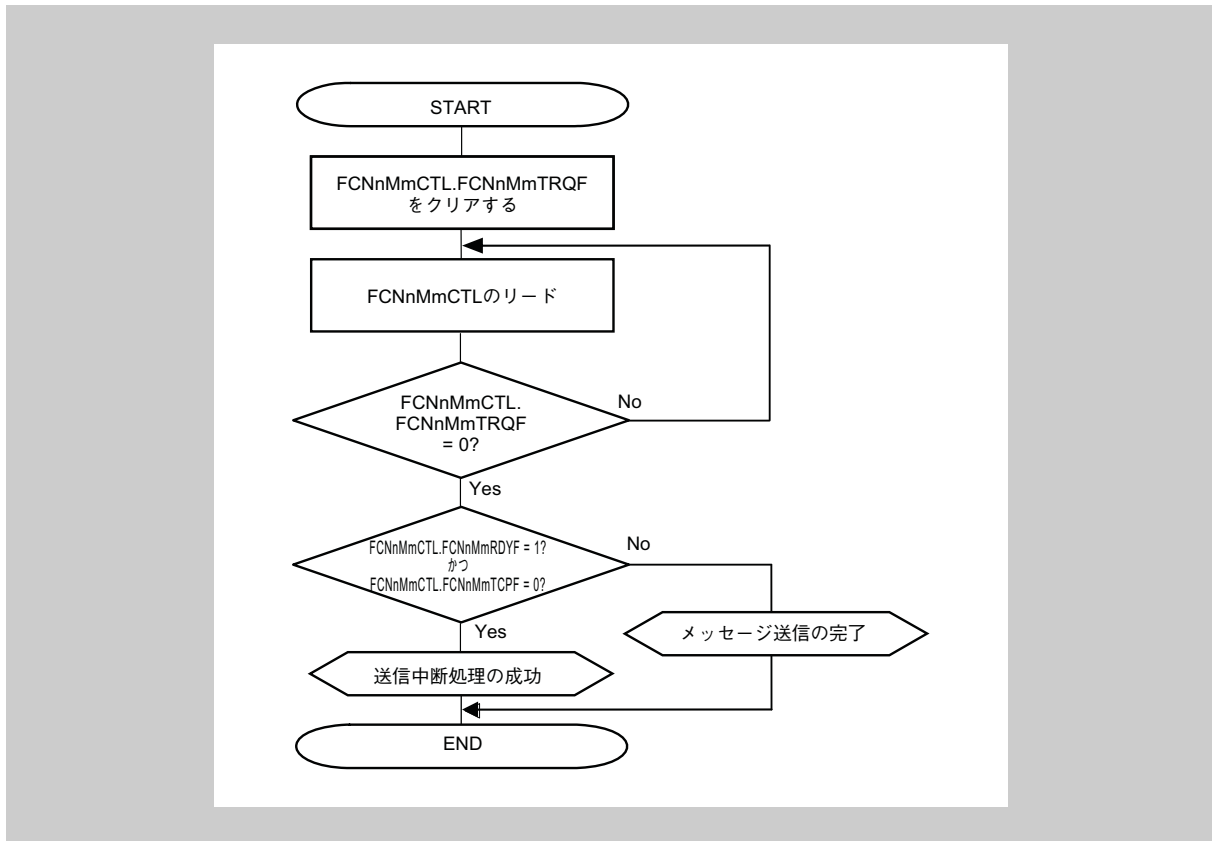 START
FCNnMmCTL.FCNnMmTRQF
をクリアする
FCNnMmCTLのリード
FCNnMmCTL.
FCNnMmTRQF
= 0?
No
Yes
FCNnMmCTL.FCNnMmRDYF = 1?
かつ
FCNnMmCTL.FCNnMmTCPF = 0?
No
Yes
メッセージ送信の完了
送信中断処理の成功
END